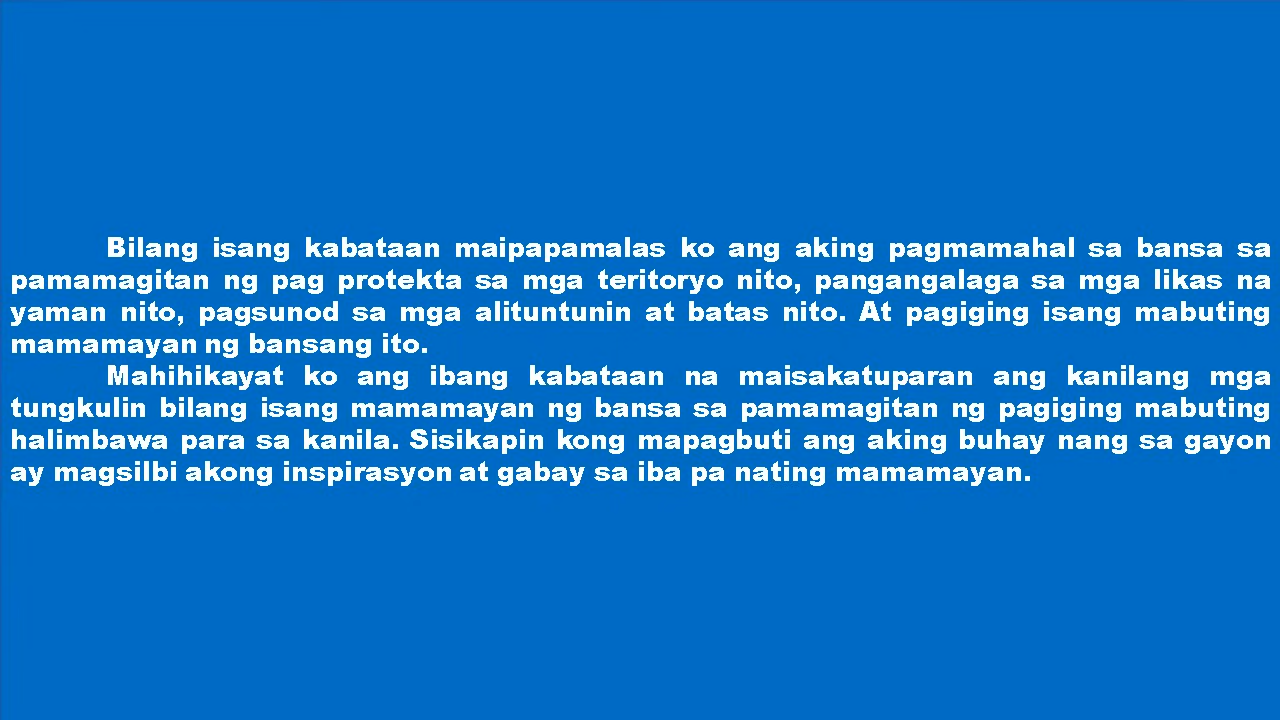 Bilang isang kabataan maipapamalas ko ang aking pagmamahal sa bansa sa
pamamagitan ng pag protekta sa mga teritoryo nito, pangangalaga sa mga likas na
yaman nito, pagsunod sa mga alituntunin at batas nito. At pagiging isang mabuting
mamamayan ng bansang ito.
Mahihikayat ko ang ibang kabataan na maisakatuparan ang kanilang mga
tungkulin bilang isang mamamayan ng bansa sa pamamagitan ng pagiging mabuting
halimbawa para sa kanila. Sisikapin kong mapagbuti ang aking buhay nang sa gayon
ay magsilbi akong inspirasyon at gabay sa iba pa nating mamamayan.